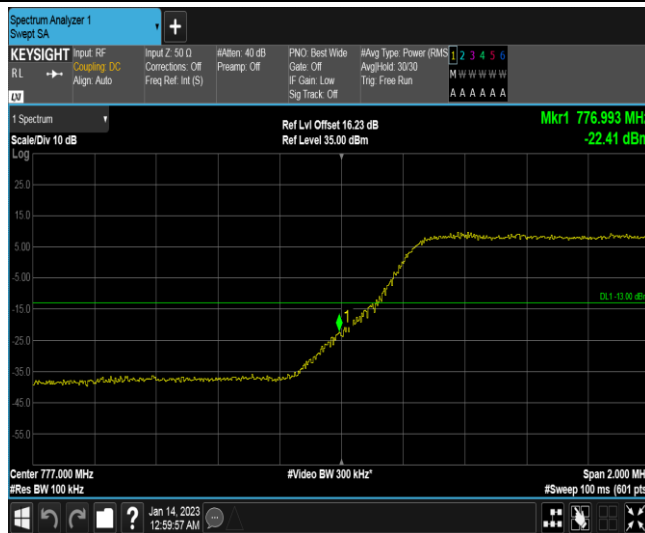 Spectrum Analyzer 1
Swept SA
+
KEYSIGHT
RL
Input: RF
Coupling: DC
Align: Auto
Input Z: 50 Ω
Corrections: Off
Freq Ref: Int (S)
#Atten: 40 dB
Preamp: Off
PNO: Best Wide
Gate: Off
IF Gain: Low
Sig Track: Off
#Avg Type: Power (RMS
Avg|Hold: 30/30
Trig: Free Run
1 2 3 4 5 6
M W W W W W
A A A A A A
LXI
1 Spectrum
Scale/Div 10 dB
Ref Lvl Offset 16.23 dB
Ref Level 35.00 dBm
Mkr1 776.993 MHz
-22.41 dBm
Log
25.0
15.0
5.00
-5.00
-15.0
-25.0
-35.0
-45.0
-55.0
1
DL1 -13.00 dBm
Center 777.000 MHz
#Res BW 100 kHz
#Video BW 300 kHz*
Span 2.000 MHz
#Sweep 100 ms (601 pts)
?
Jan 14, 2023
12:59:57 AM